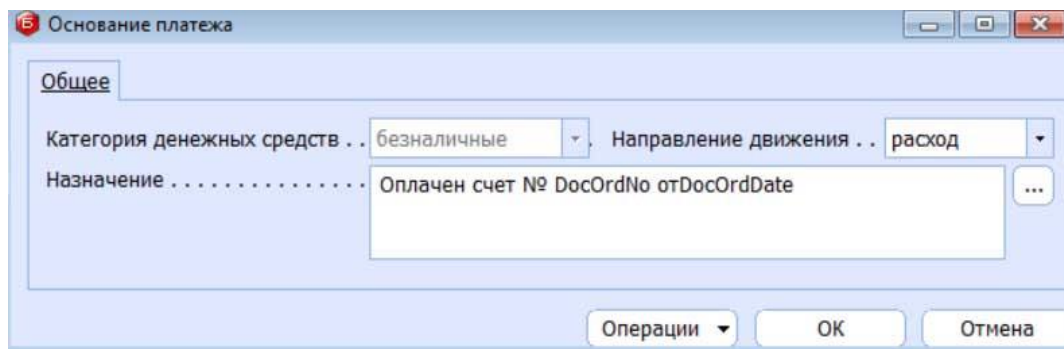 Б Основание платежа
Общее
Категория денежных средств . . безналичные . Направление движения . . расход
Назначение . . . . . . . . . . . . . . . Оплачен счет № DocOrdNo отDocOrdDate ...
Операции ОК Отмена